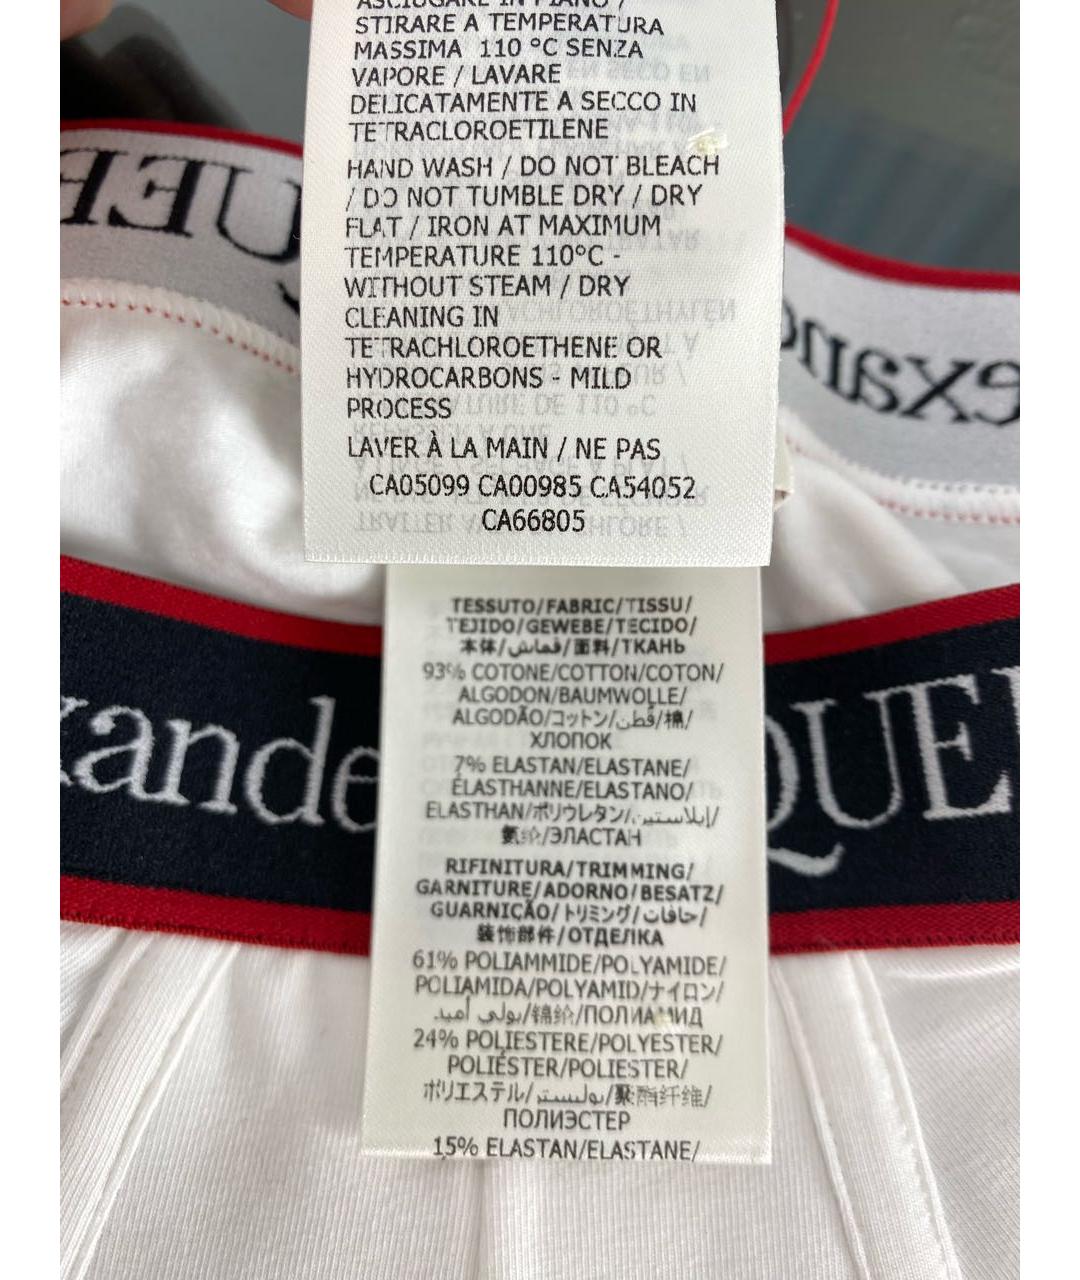 ASCIUGARE IN PIANO /
STIRARE A TEMPERATURA
MASSIMA 110 °C SENZA
VAPORE / LAVARE
DELICATAMENTE A SECCO IN
TETRACLOROETILENE
HAND WASH / DO NOT BLEACH
/ DO NOT TUMBLE DRY / DRY
FLAT / IRON AT MAXIMUM
TEMPERATURE 110°C -
WITHOUT STEAM / DRY
CLEANING IN
TETRACHLOROETHENE OR
HYDROCARBONS - MILD
PROCESS
LAVER À LA MAIN / NE PAS
CA05099 CA00985 CA54052
CA66805
TESSUTO/FABRIC/TISSU/
TEJIDO/GEWEBE/TECIDO/
本体/قماش/面料/ТКАНЬ
93% COTONE/COTTON/COTON/
ALGODON/BAUMWOLLE/
ALGODÃO/コットン/قطن/棉/
ХЛОПОК
7% ELASTAN/ELASTANE/
ÉLASTHANNE/ELASTANO/
ELASTHAN/ポリウレタン/إيلاستين/
氨纶/ЭЛАСТАН
RIFINITURA/TRIMMING/
GARNITURE/ADORNO/BESATZ/
GUARNIÇÃO/トリミング/حافات/
装饰部件/ОТДЕЛКА
61% POLIAMMIDE/POLYAMIDE/
POLIAMIDA/POLYAMID/ナイロン/
بولي أميد/锦纶/ПОЛИАМИД
24% POLIESTERE/POLYESTER/
POLIÉSTER/POLIESTER/
ポリエステル/بوليستر/聚酯纤维/
ПОЛИЭСТЕР
15% ELASTAN/ELASTANE/
xande QUEE